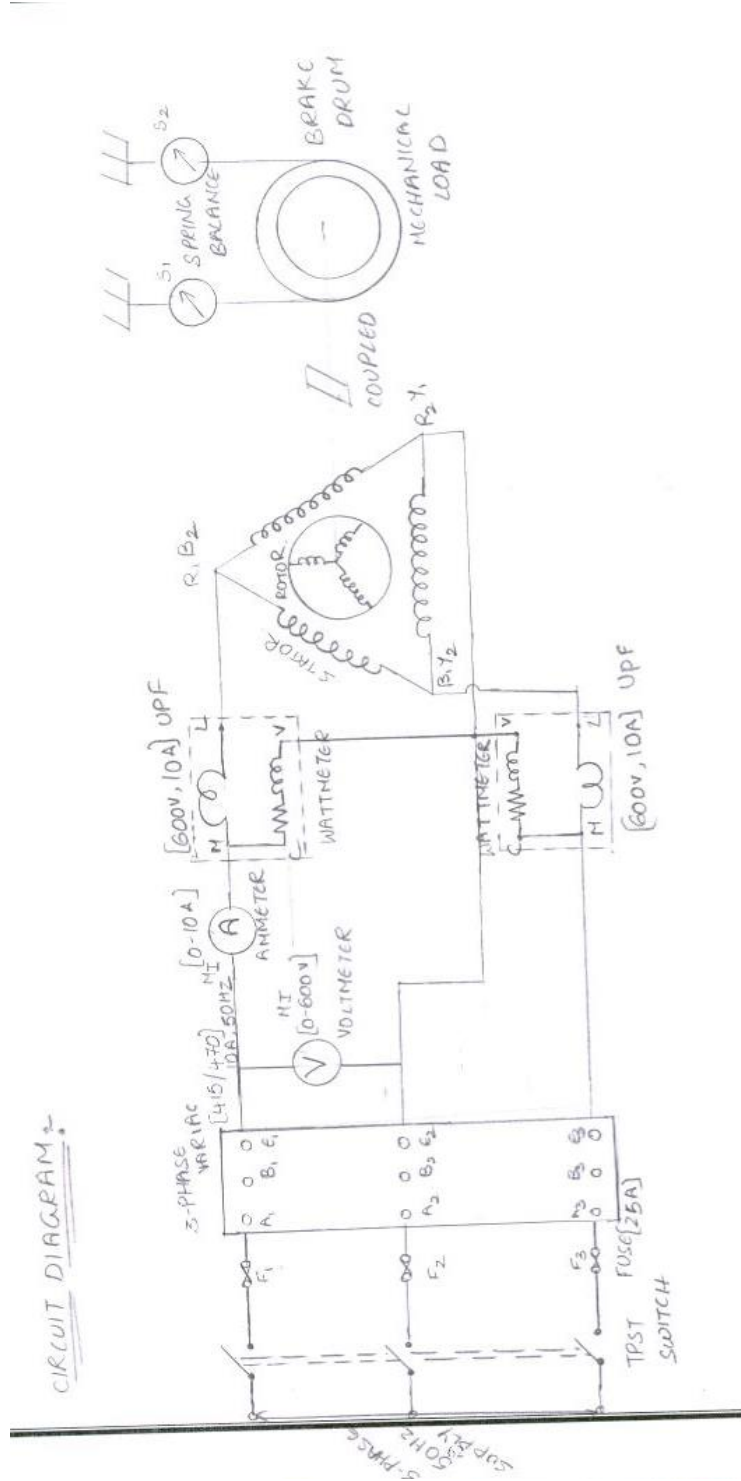 CIRCUIT DIAGRAM:
3-PHASE
VARIAC
[415/470]
10A, 50HZ
A1 B1 E1
A2 B2 E2
A3 B3 E3
F1
F2
F3
FUSE [25A]
TPST
SWITCH
3-PHASE
50HZ
SUPPLY
MI
[0-10A]
A
AMMETER
MI
[0-600V]
V
VOLTMETER
[600V, 10A] UPF
M L
C V
WATTMETER
WATTMETER
C V
M L
[600V, 10A] UPF
R1 B2
STATOR
ROTOR
B1 Y2
R2 Y1
COUPLED
S1
SPRING
BALANCE
S2
BRAKE
DRUM
MECHANICAL
LOAD